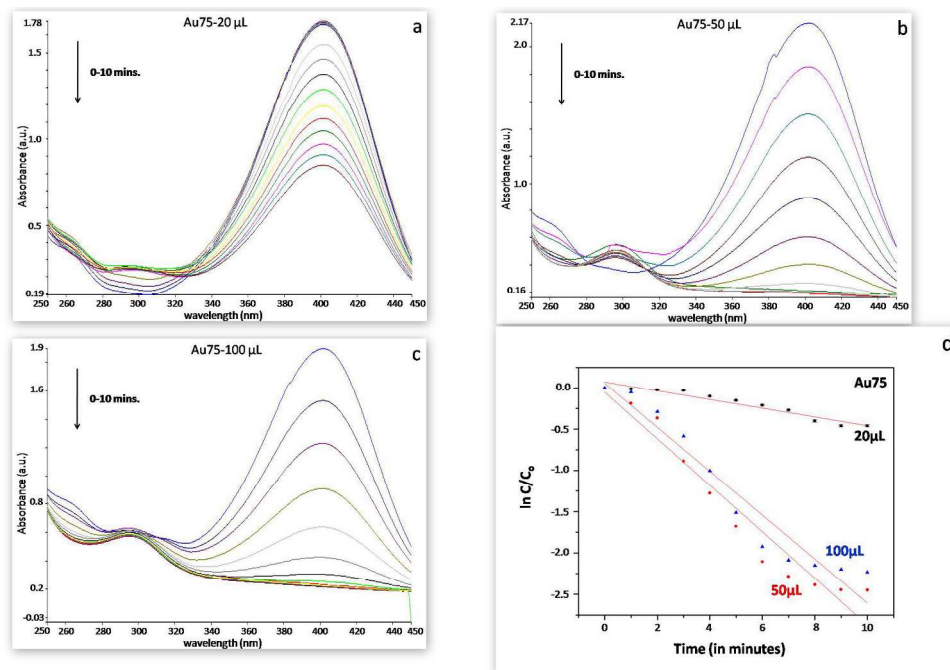 Au75-20 µL
a
1.78
1.5
1.0
0.5
0.19
0-10 mins.
Absorbance (a.u.)
250 260 280 300 320 340 360 380 400 420 450
wavelength (nm)
Au75-50 µL
b
2.17
2.0
1.0
0.16
0-10 mins.
Absorbance (a.u.)
250 260 280 300 320 340 360 380 400 420 450
wavelength (nm)
Au75-100 µL
c
1.9
1.6
0.8
0.2
-0.03
0-10 mins.
Absorbance (a.u.)
250 260 280 300 320 340 360 380 400 420 450
wavelength (nm)
Au75
0.0
-0.5
-1.0
-1.5
-2.0
-2.5
ln C/Co
20µL
100µL
50µL
0 2 4 6 8 10
Time (in minutes)